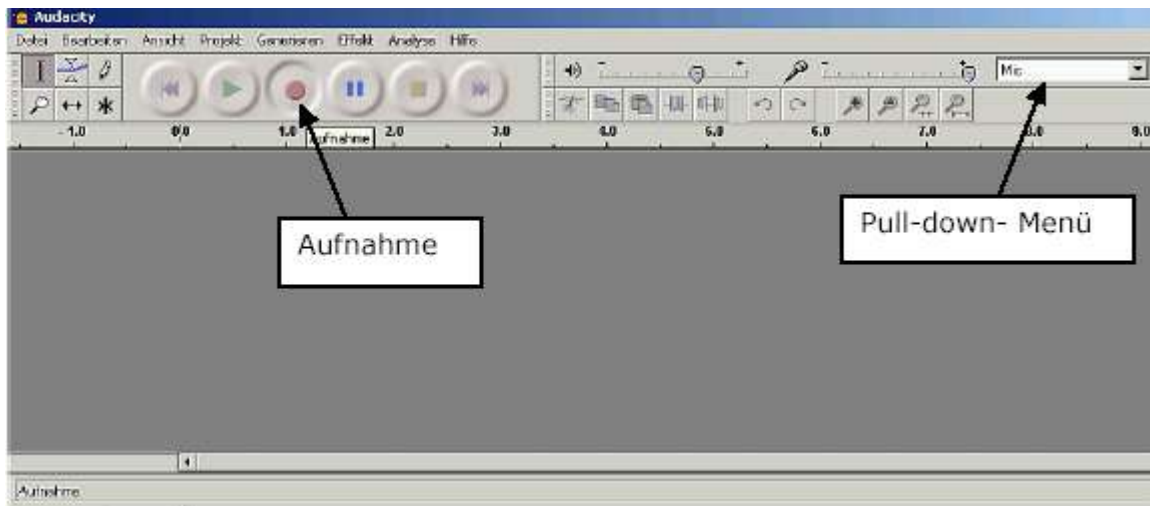 Audacity
Datei Bearbeiten Ansicht Projekt Generieren Effekt Analyse Hilfe
Mic
- 1.0 0,0 1.0 2.0 3.0 4.0 5.0 6.0 7.0 8.0 9.0
Aufnahme
Aufnahme
Pull-down- Menü
Aufnahme